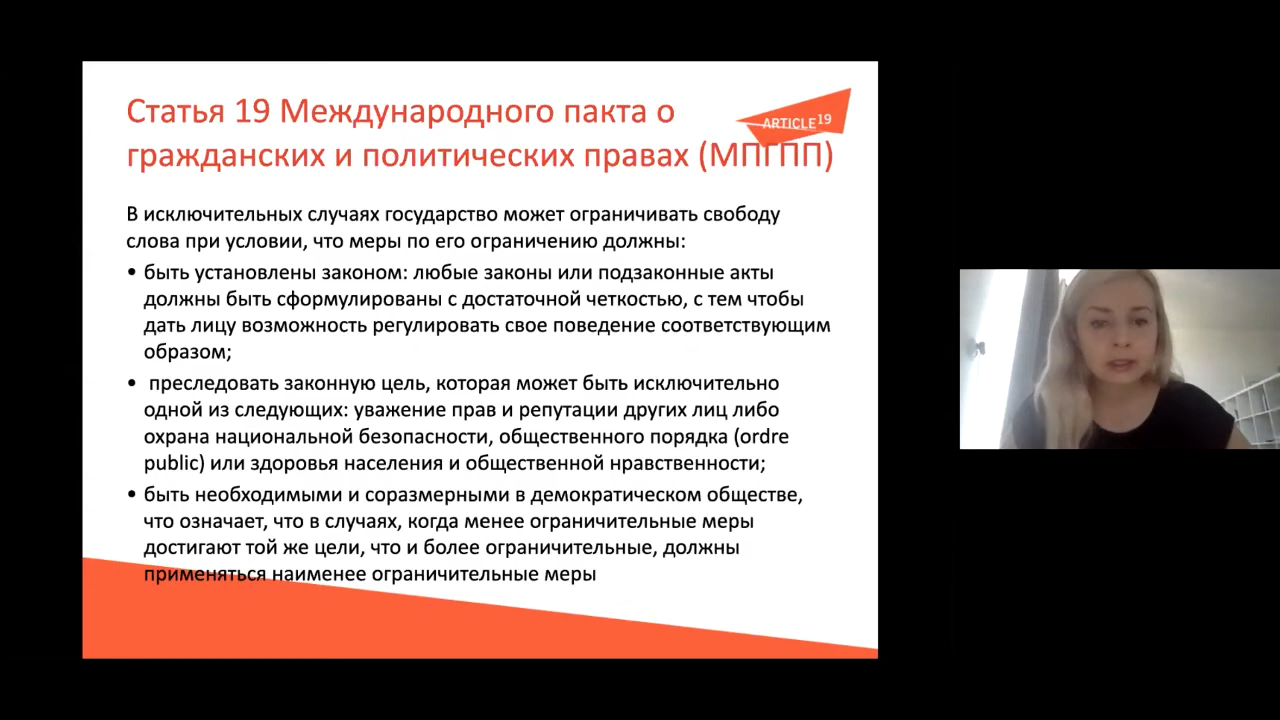 Статья 19 Международного пакта о
гражданских и политических правах (МПГПП)
ARTICLE 19
В исключительных случаях государство может ограничивать свободу
слова при условии, что меры по его ограничению должны:
• быть установлены законом: любые законы или подзаконные акты
должны быть сформулированы с достаточной четкостью, с тем чтобы
дать лицу возможность регулировать свое поведение соответствующим
образом;
• преследовать законную цель, которая может быть исключительно
одной из следующих: уважение прав и репутации других лиц либо
охрана национальной безопасности, общественного порядка (ordre
public) или здоровья населения и общественной нравственности;
• быть необходимыми и соразмерными в демократическом обществе,
что означает, что в случаях, когда менее ограничительные меры
достигают той же цели, что и более ограничительные, должны
применяться наименее ограничительные меры